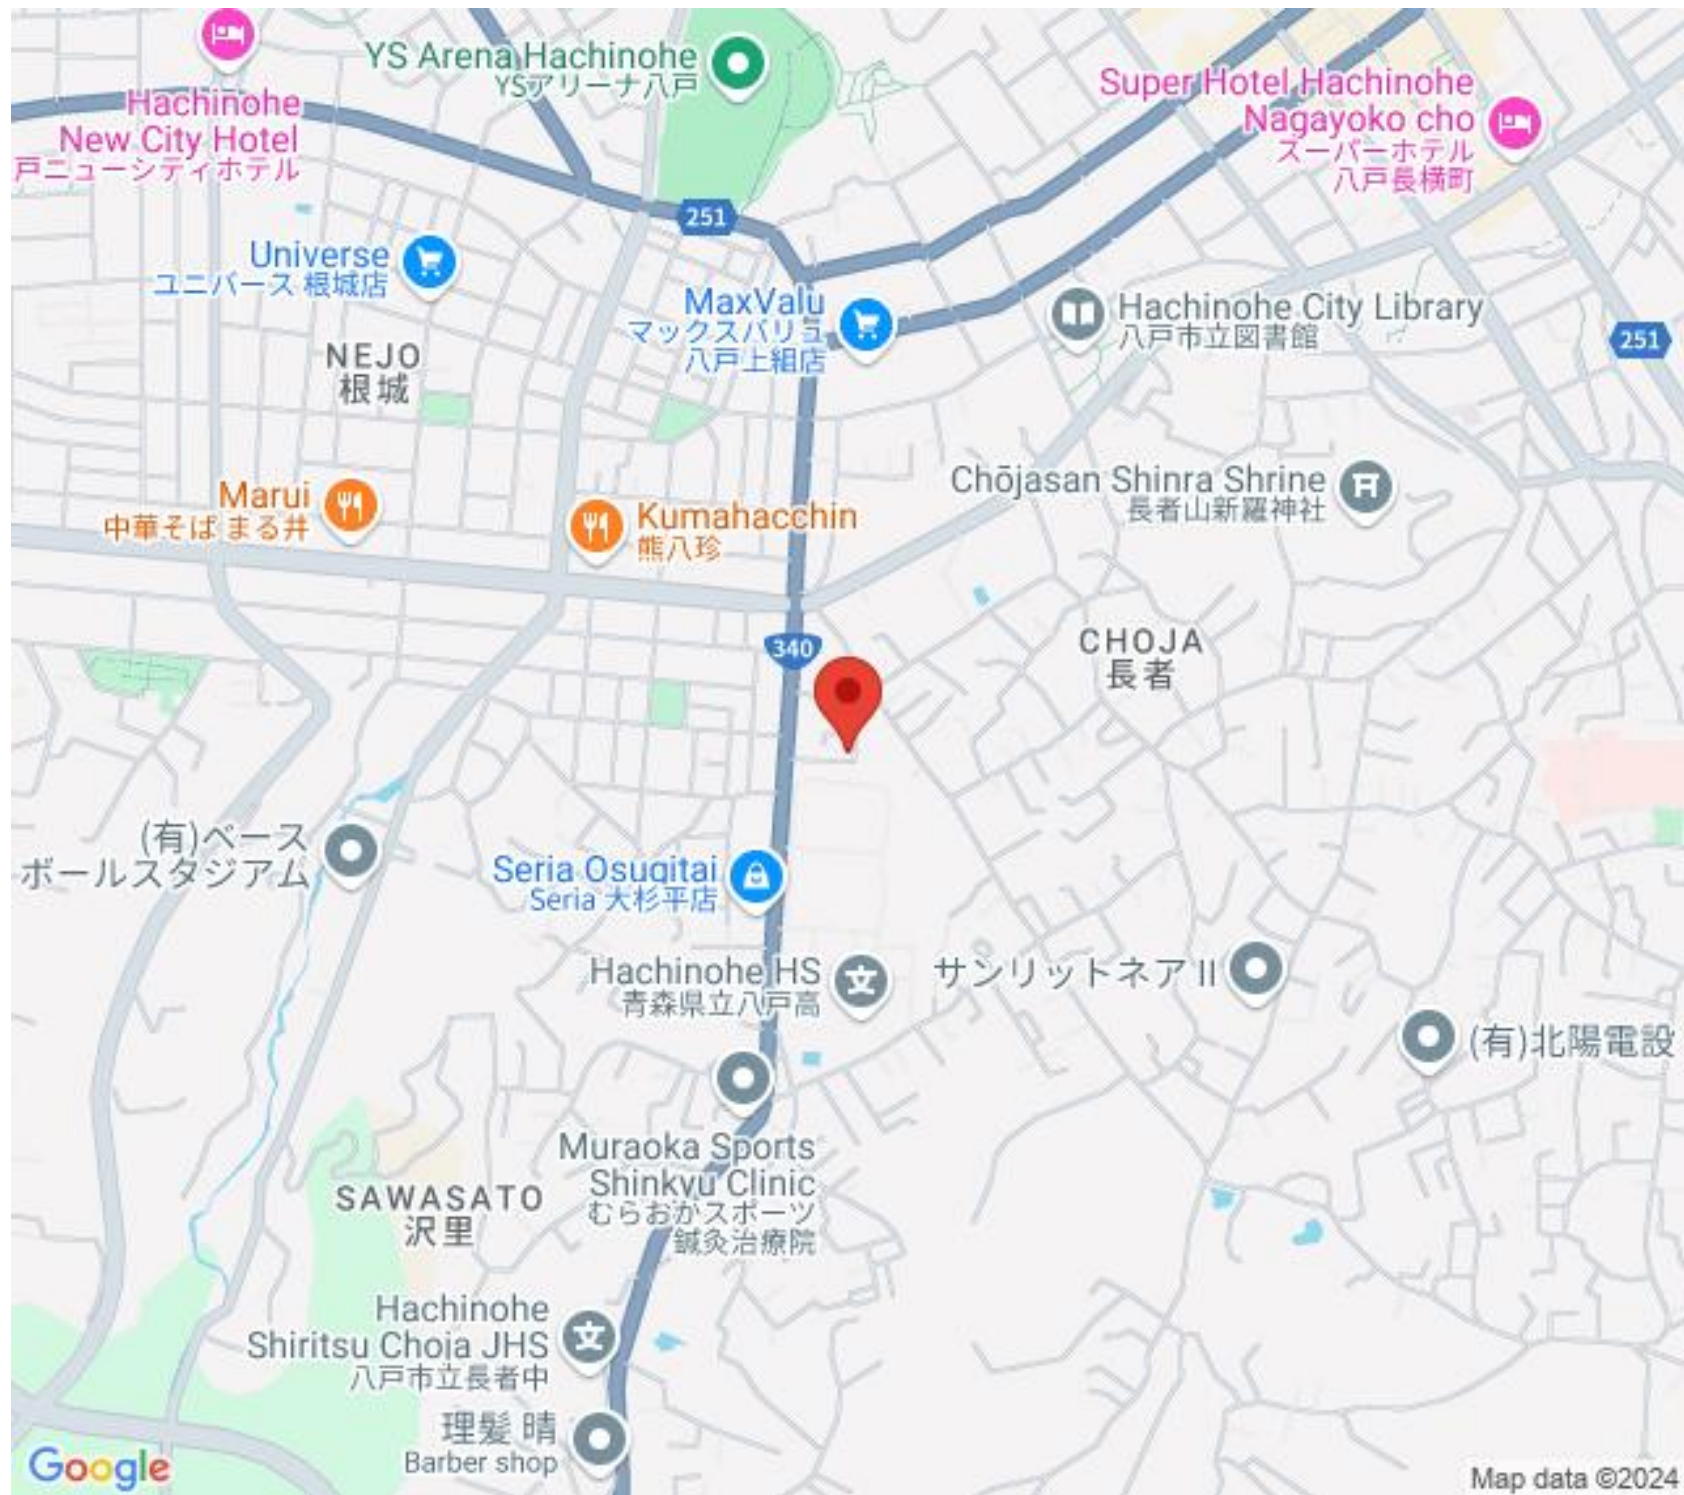 YS Arena Hachinohe
YSアリーナ八戸
Hachinohe
New City Hotel
戸ニューシティホテル
Super Hotel Hachinohe
Nagayoko cho
スーパーホテル
八戸長横町
251
Universe
ユニバース 根城店
MaxValu
マックスバリュ
八戸上組店
Hachinohe City Library
八戸市立図書館
251
NEJO
根城
Marui
中華そば まる井
Kumahacchin
熊八珍
Chōjasan Shinra Shrine
長者山新羅神社
340
CHOJA
長者
(有)ベース
ボールスタジアム
Seria Osugitai
Seria 大杉平店
Hachinohe HS
青森県立八戸高
サンリットネア II
(有)北陽電設
Muraoka Sports
Shinkyu Clinic
むらおかスポーツ
鍼灸治療院
SAWASATO
沢里
Hachinohe
Shiritsu Choja JHS
八戸市立長者中
理髪 晴
Barber shop
Google
Map data ©2024